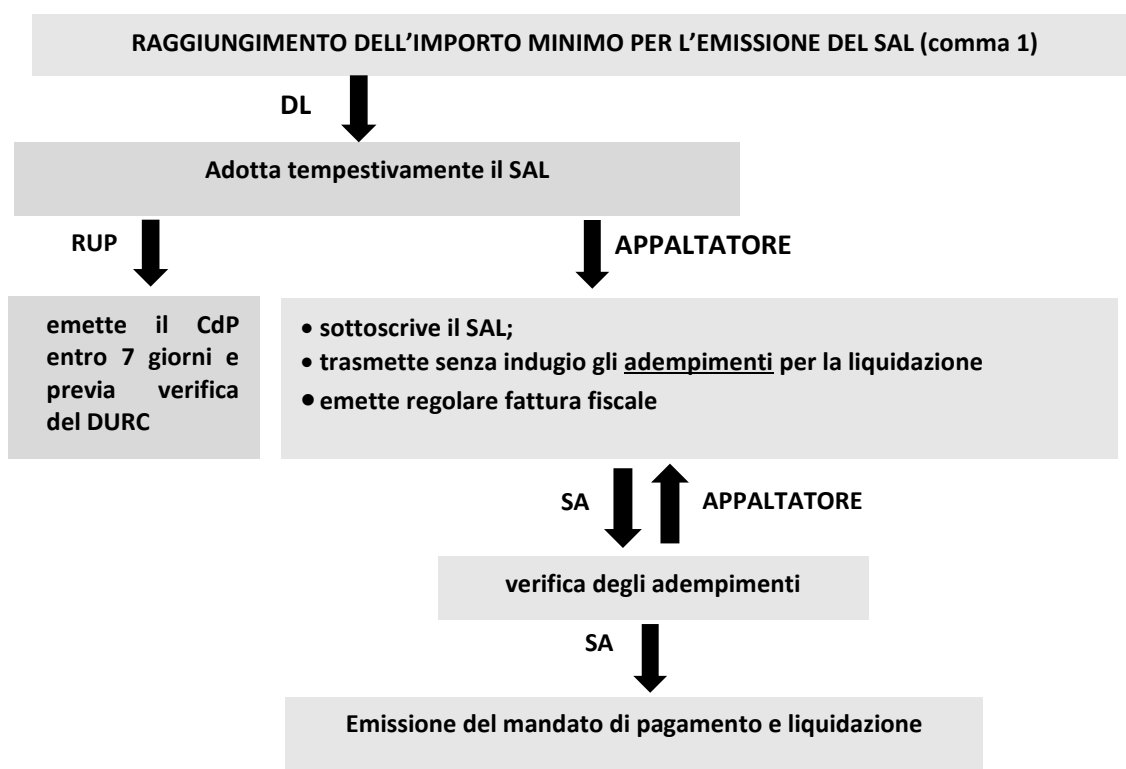 RAGGIUNGIMENTO DELL’IMPORTO MINIMO PER L’EMISSIONE DEL SAL (comma 1)
DL
Adotta tempestivamente il SAL
RUP
APPALTATORE
emette il CdP
entro 7 giorni e
previa verifica
del DURC
• sottoscrive il SAL;
• trasmette senza indugio gli adempimenti per la liquidazione
• emette regolare fattura fiscale
SA
APPALTATORE
verifica degli adempimenti
SA
Emissione del mandato di pagamento e liquidazione